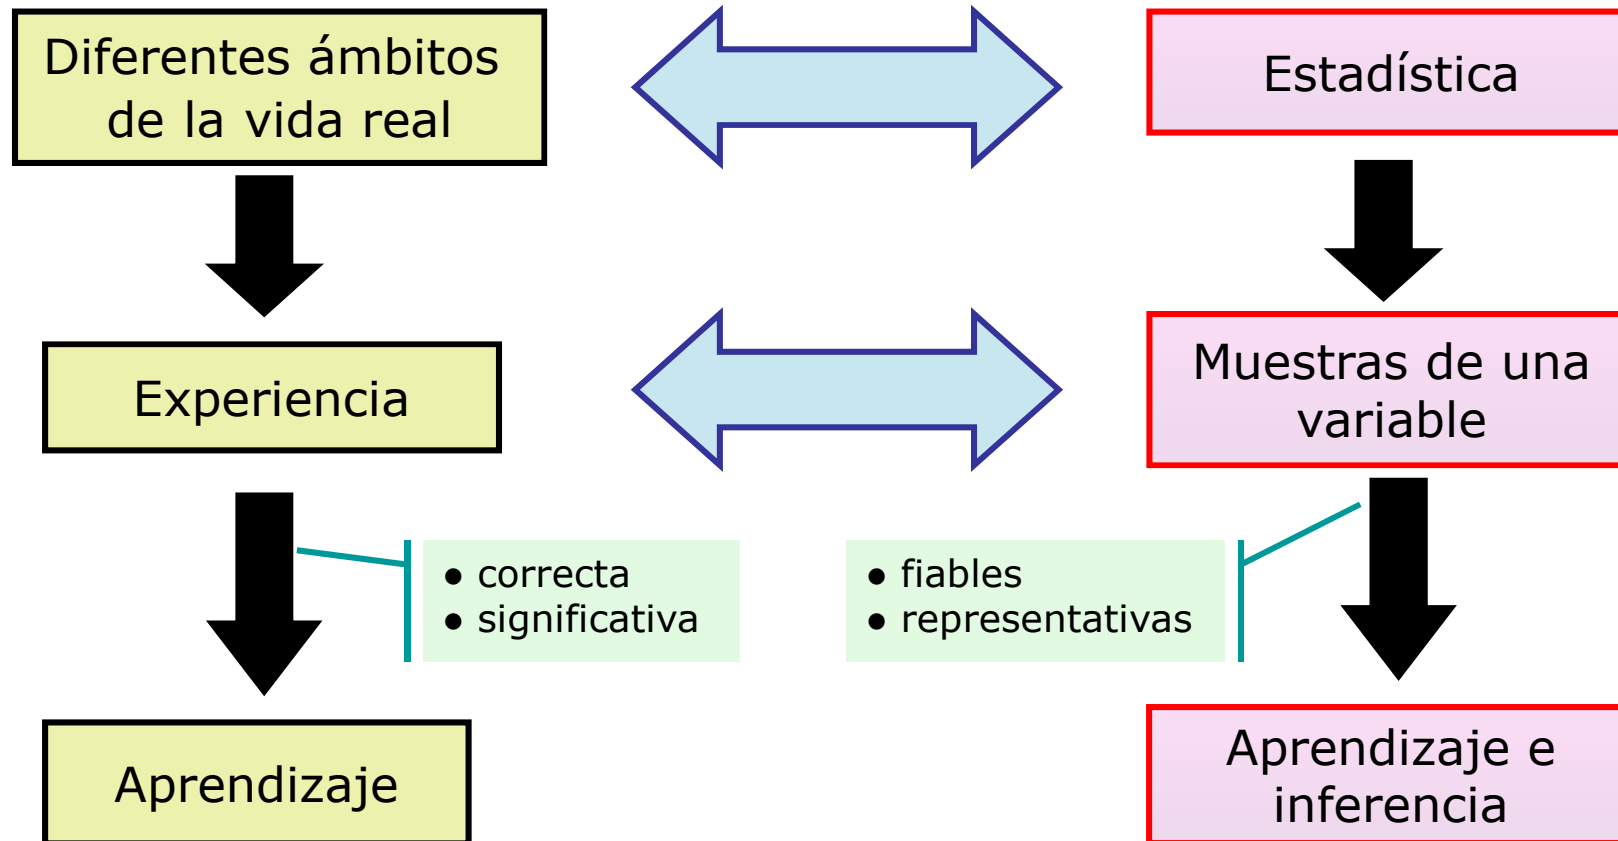 Diferentes ámbitos
de la vida real
Estadística
Experiencia
Muestras de una
variable
● correcta
● significativa
● fiables
● representativas
Aprendizaje
Aprendizaje e
inferencia